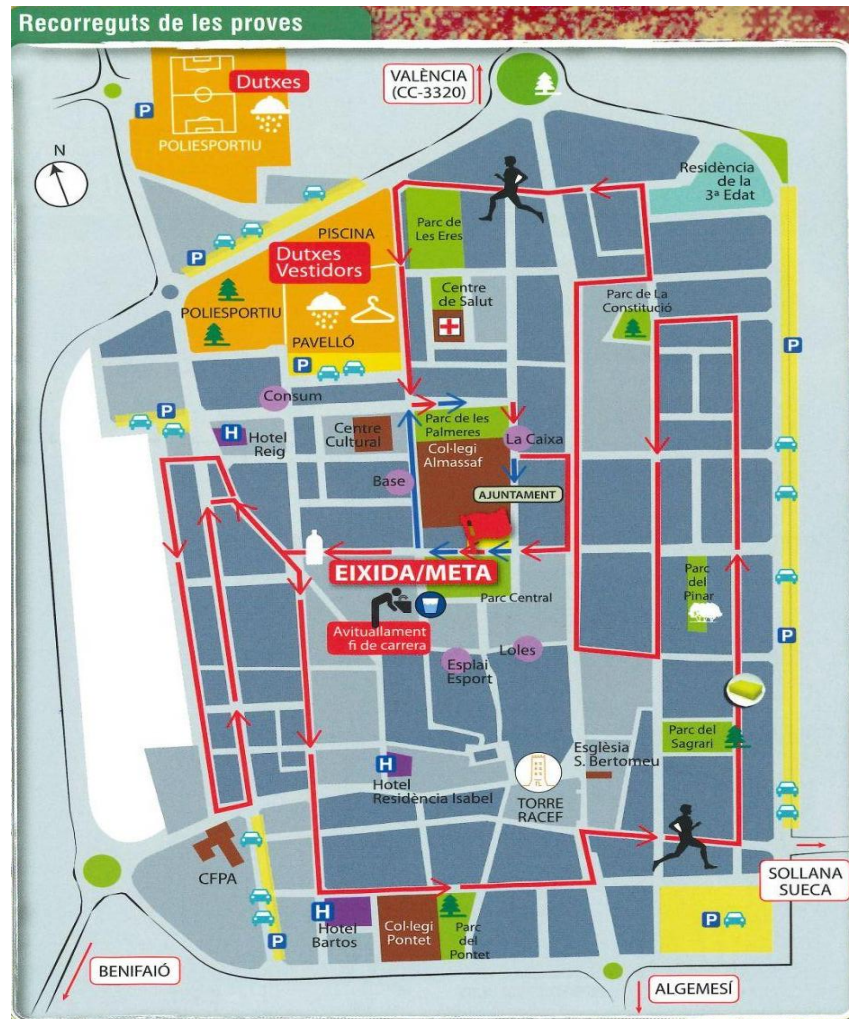 Recorreguts de les proves
Dutxes
P
POLIESPORTIU
VALÈNCIA
(CC-3320)
N
Residència
de la
3ª Edat
P
PISCINA
Parc de
Les Eres
Dutxes
Vestidors
Centre
de Salut
Parc de La
Constitució
POLIESPORTIU
PAVELLÓ
P
P
Consum
P
H
Hotel
Reig
Centre
Cultural
Parc de les
Palmeres
La Caixa
Col·legi
Almassaf
Base
AJUNTAMENT
EIXIDA/META
Parc Central
Parc
del
Pinar
Avituallament
fi de carrera
P
Loles
Esplai
Esport
Parc del
Sagrari
Esglèsia
S. Bertomeu
H
Hotel
Residència Isabel
TORRE
RACEF
CFPA
SOLLANA
SUECA
H
Hotel
Bartos
Col·legi
Pontet
Parc
del
Pontet
P
P
BENIFAIÓ
ALGEMESÍ